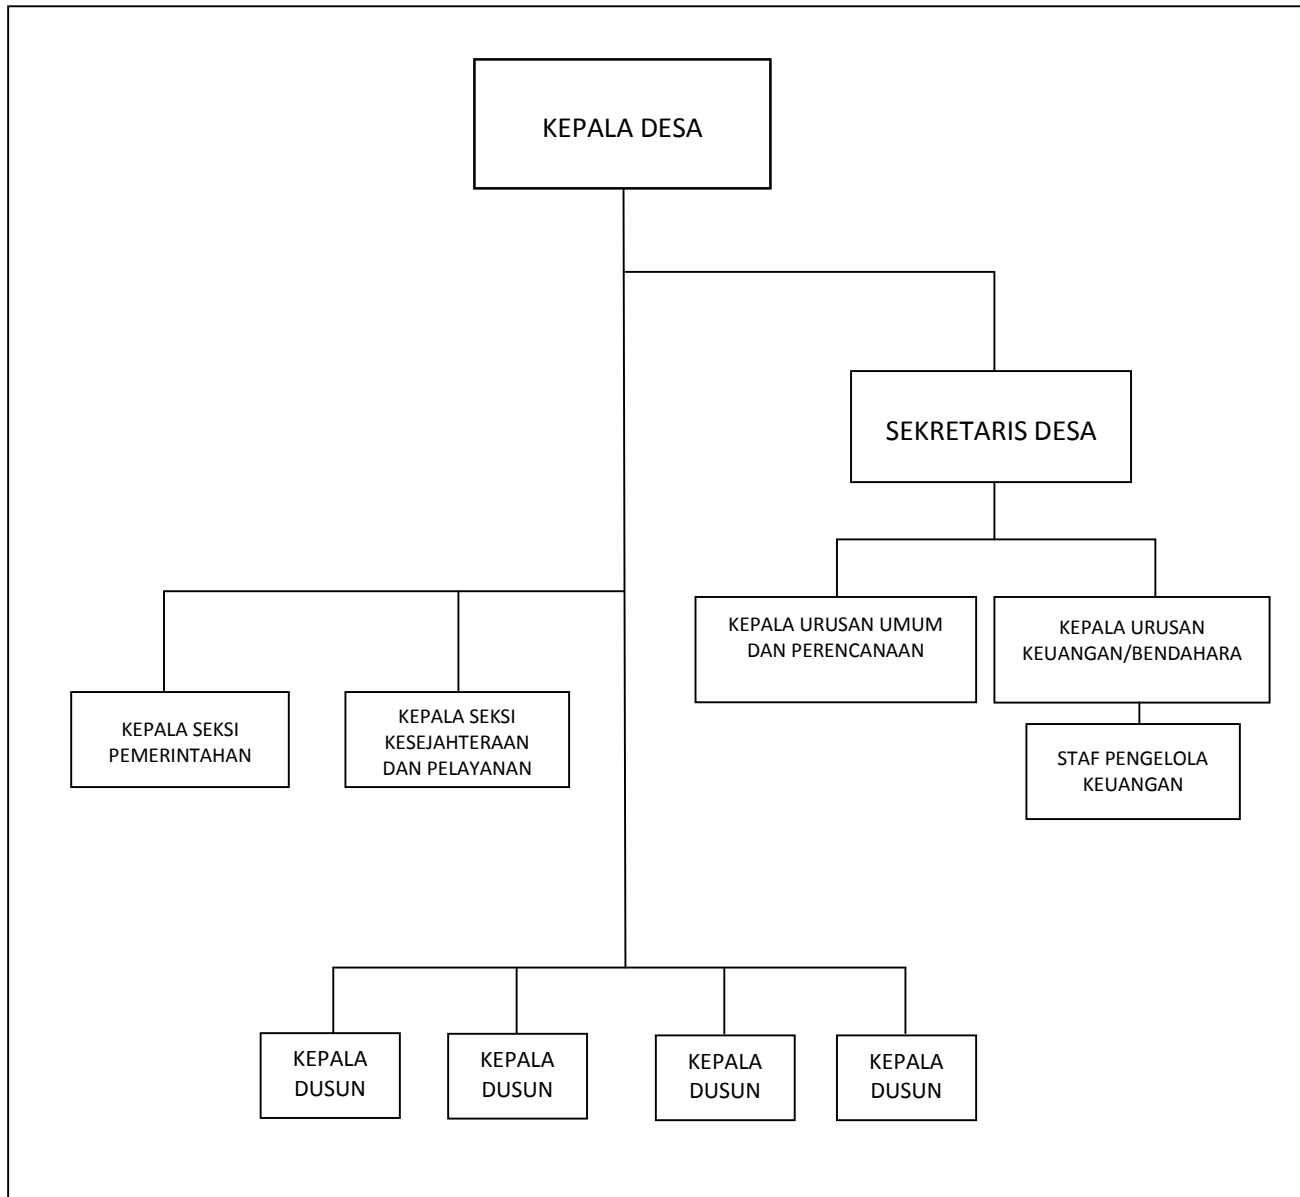 KEPALA DESA
SEKRETARIS DESA
KEPALA URUSAN UMUM
DAN PERENCANAAN
KEPALA URUSAN
KEUANGAN/BENDAHARA
KEPALA SEKSI
PEMERINTAHAN
KEPALA SEKSI
KESEJAHTERAAN
DAN PELAYANAN
STAF PENGELOLA
KEUANGAN
KEPALA
DUSUN
KEPALA
DUSUN
KEPALA
DUSUN
KEPALA
DUSUN